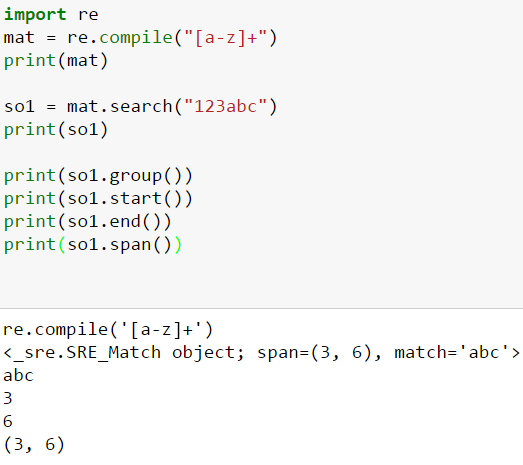 import re
mat = re.compile("[a-z]+")
print(mat)
so1 = mat.search("123abc")
print(so1)
print(so1.group())
print(so1.start())
print(so1.end())
print(so1.span())
re.compile('[a-z]+')
<_sre.SRE_Match object; span=(3, 6), match='abc'>
abc
3
6
(3, 6)